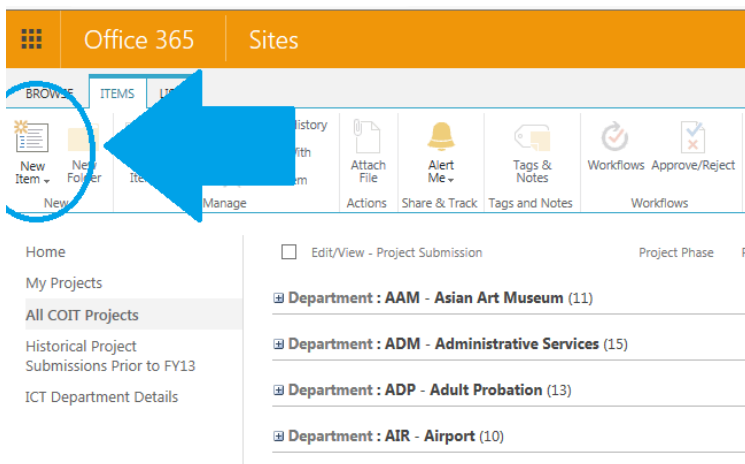 Office 365 Sites
BROWSE ITEMS
History
With
New Item New Folder Attach File Alert Me Tags & Notes Workflows Approve/Reject
New Manage Actions Share & Track Tags and Notes Workflows
Home
My Projects
All COIT Projects
Historical Project
Submissions Prior to FY13
ICT Department Details
Edit/View - Project Submission Project Phase
Department : AAM - Asian Art Museum (11)
Department : ADM - Administrative Services (15)
Department : ADP - Adult Probation (13)
Department : AIR - Airport (10)